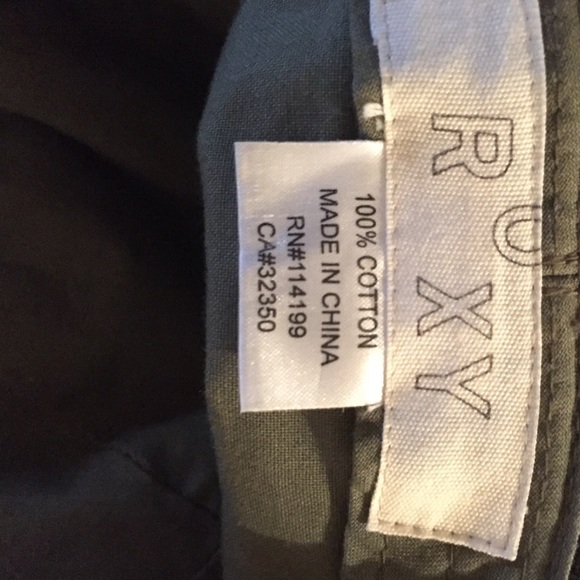 ROXY
100% COTTON
MADE IN CHINA
RN#114199
CA#32350